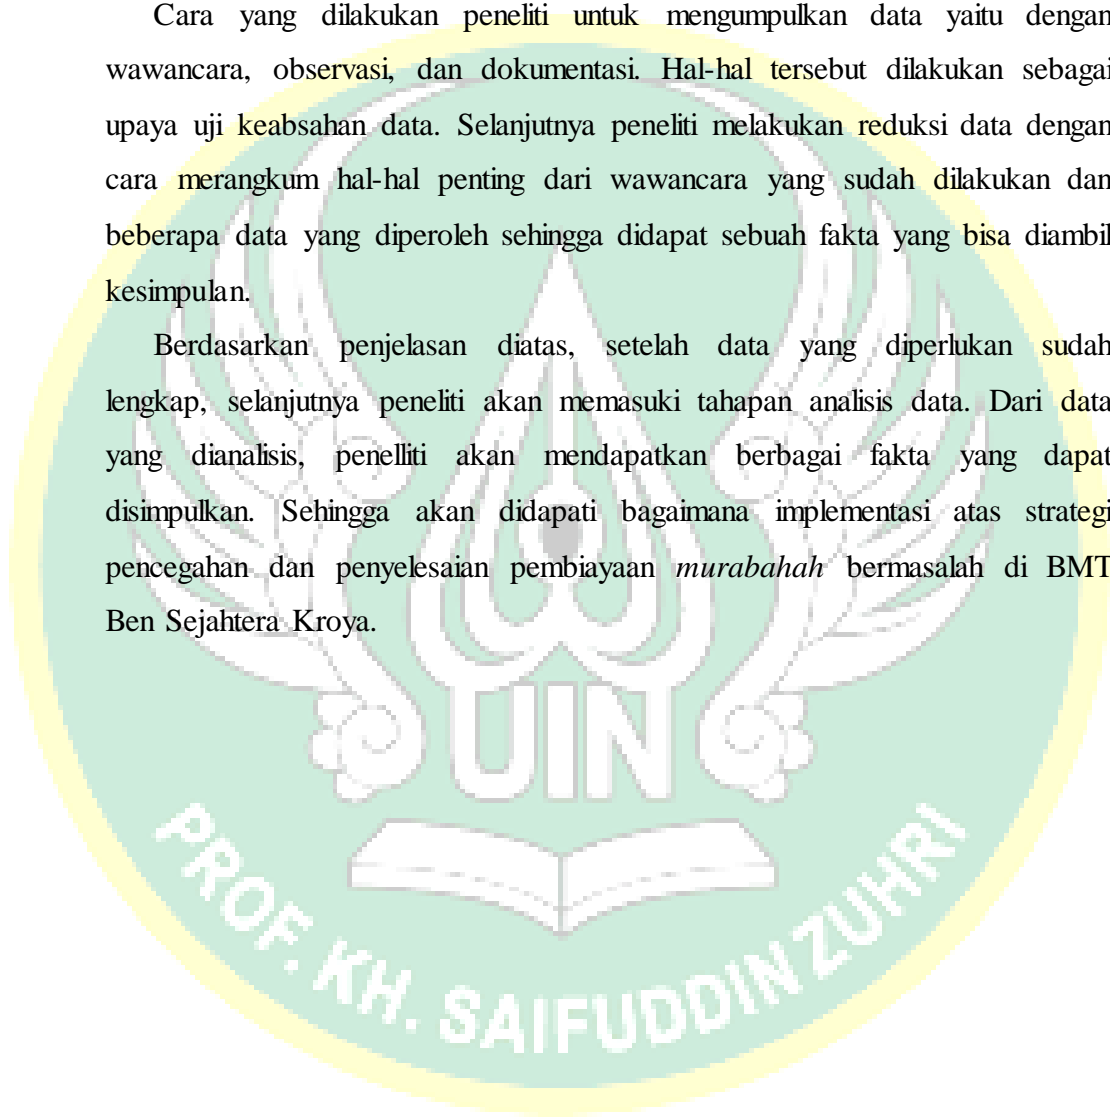 Cara yang dilakukan peneliti untuk mengumpulkan data yaitu dengan
wawancara, observasi, dan dokumentasi. Hal-hal tersebut dilakukan sebagai
upaya uji keabsahan data. Selanjutnya peneliti melakukan reduksi data dengan
cara merangkum hal-hal penting dari wawancara yang sudah dilakukan dan
beberapa data yang diperoleh sehingga didapat sebuah fakta yang bisa diambil
kesimpulan.
Berdasarkan penjelasan diatas, setelah data yang diperlukan sudah
lengkap, selanjutnya peneliti akan memasuki tahapan analisis data. Dari data
yang dianalisis, penelliti akan mendapatkan berbagai fakta yang dapat
disimpulkan. Sehingga akan didapati bagaimana implementasi atas strategi
pencegahan dan penyelesaian pembiayaan murabahah bermasalah di BMT
Ben Sejahtera Kroya.
UIN
PROF. KH. SAIFUDDIN ZUHRI